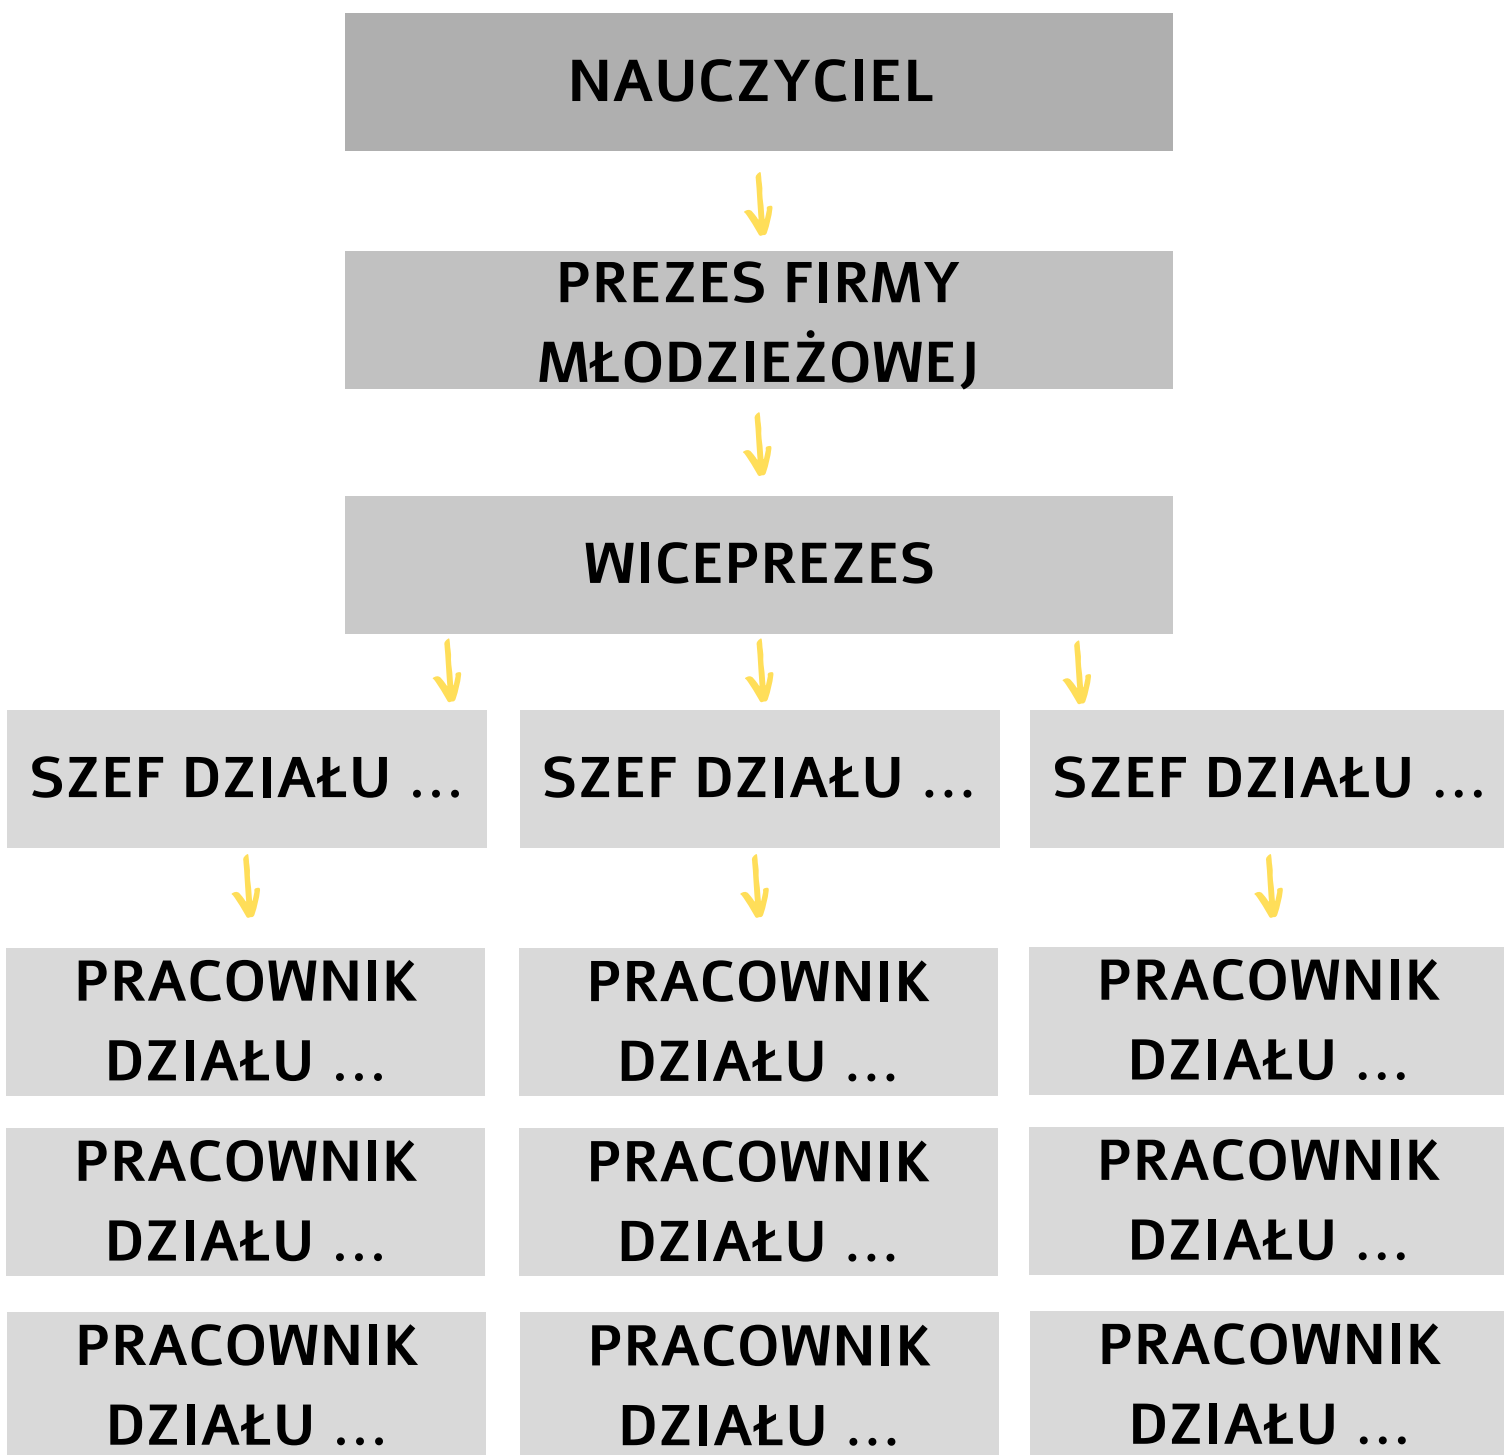 NAUCZYCIEL
PREZES FIRMY
MŁODZIEŻOWEJ
WICEPREZES
SZEF DZIAŁU ...
SZEF DZIAŁU ...
SZEF DZIAŁU ...
PRACOWNIK
DZIAŁU ...
PRACOWNIK
DZIAŁU ...
PRACOWNIK
DZIAŁU ...
PRACOWNIK
DZIAŁU ...
PRACOWNIK
DZIAŁU ...
PRACOWNIK
DZIAŁU ...
PRACOWNIK
DZIAŁU ...
PRACOWNIK
DZIAŁU ...
PRACOWNIK
DZIAŁU ...